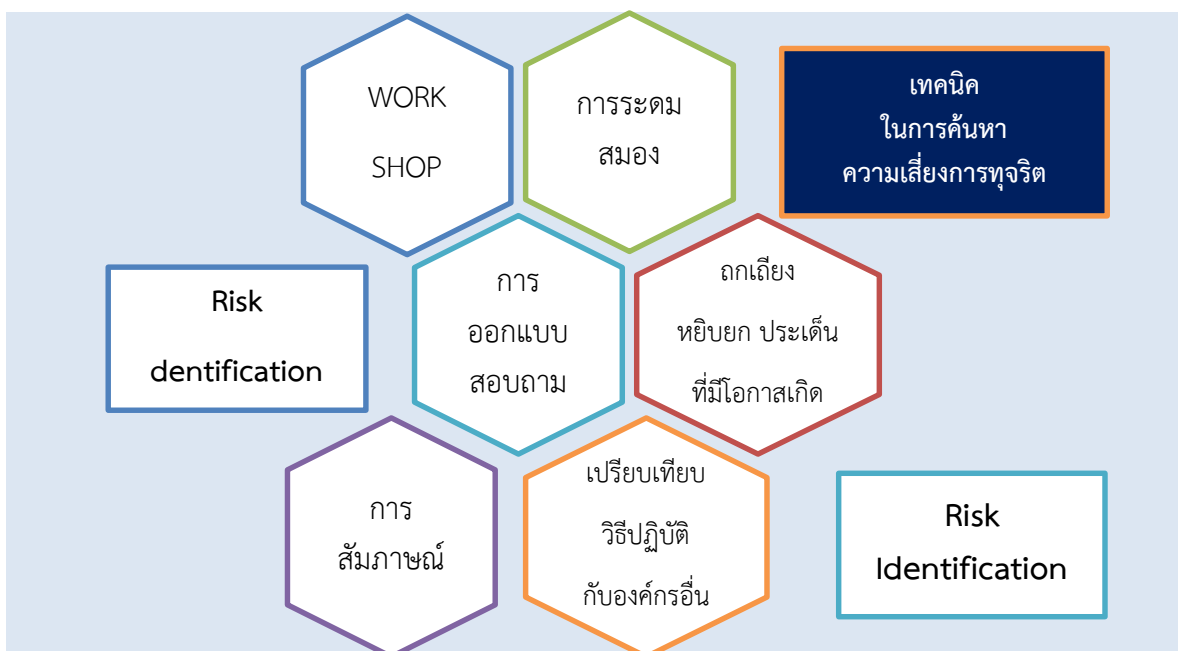 WORK
SHOP
การระดม
สมอง
เทคนิค
ในการค้นหา
ความเสี่ยงการทุจริต
Risk
dentification
การ
ออกแบบ
สอบถาม
ถกเถียง
หยิบยก ประเด็น
ที่มีโอกาสเกิด
การ
สัมภาษณ์
เปรียบเทียบ
วิธีปฏิบัติ
กับองค์กรอื่น
Risk
Identification